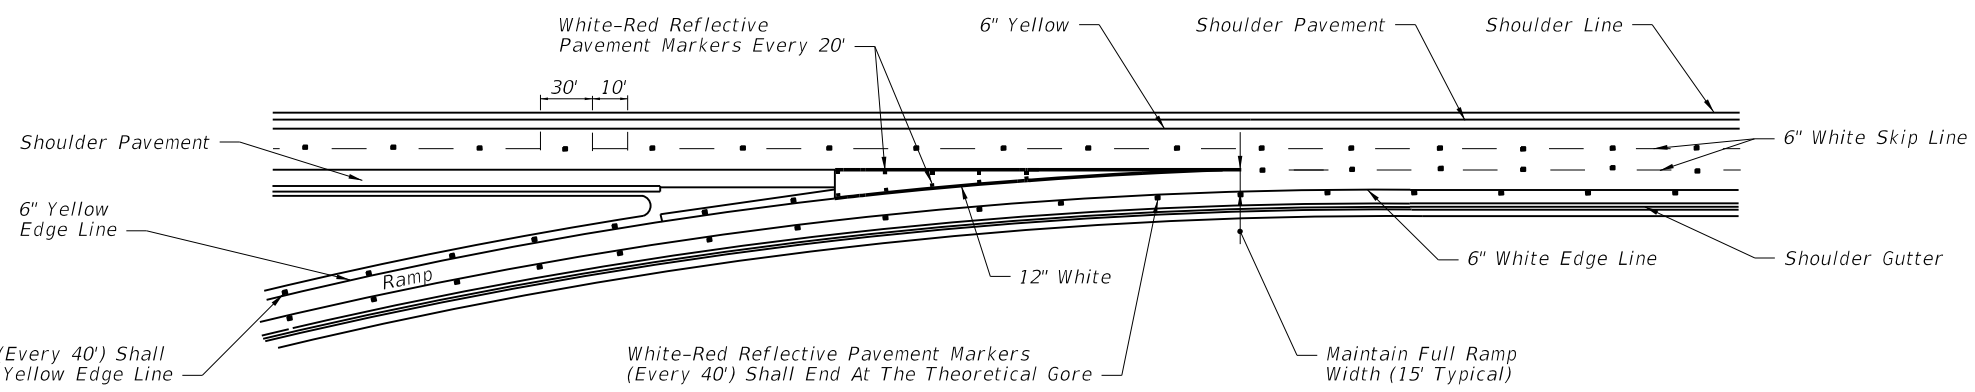 White-Red Reflective
Pavement Markers Every 20'
6" Yellow
Shoulder Pavement
Shoulder Line
30'
10'
Shoulder Pavement
6" White Skip Line
6" Yellow
Edge Line
Ramp
12" White
6" White Edge Line
Shoulder Gutter
(Every 40') Shall
Yellow Edge Line
White-Red Reflective Pavement Markers
(Every 40') Shall End At The Theoretical Gore
Maintain Full Ramp
Width (15' Typical)